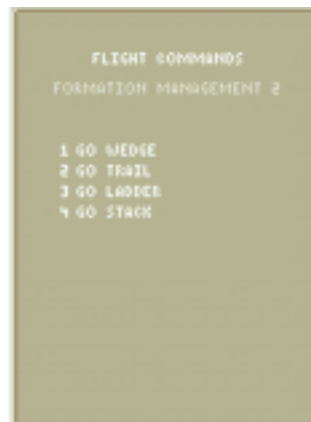 FLIGHT COMMANDS
FORMATION MANAGEMENT 2
1 GO WEDGE
2 GO TRAIL
3 GO LADDER
4 GO STACK